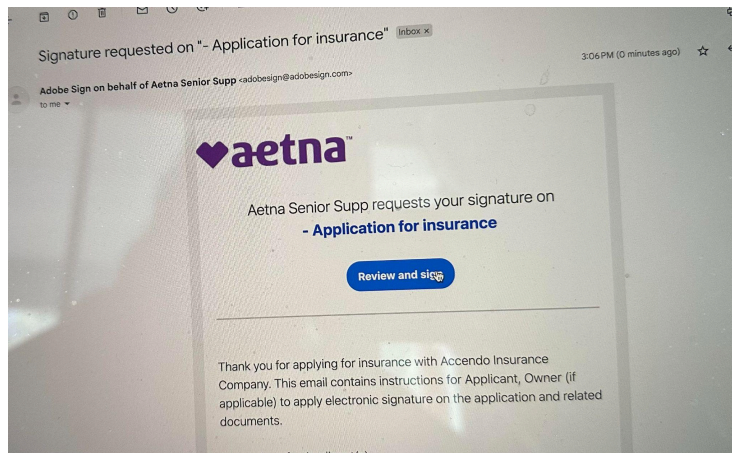 Signature requested on "- Application for insurance" Inbox ×
3:06 PM (0 minutes ago)
Adobe Sign on behalf of Aetna Senior Supp <adobesign@adobesign.com>
to me
aetna™
Aetna Senior Supp requests your signature on
- Application for insurance
Review and sign
Thank you for applying for insurance with Accendo Insurance
Company. This email contains instructions for Applicant, Owner (if
applicable) to apply electronic signature on the application and related
documents.